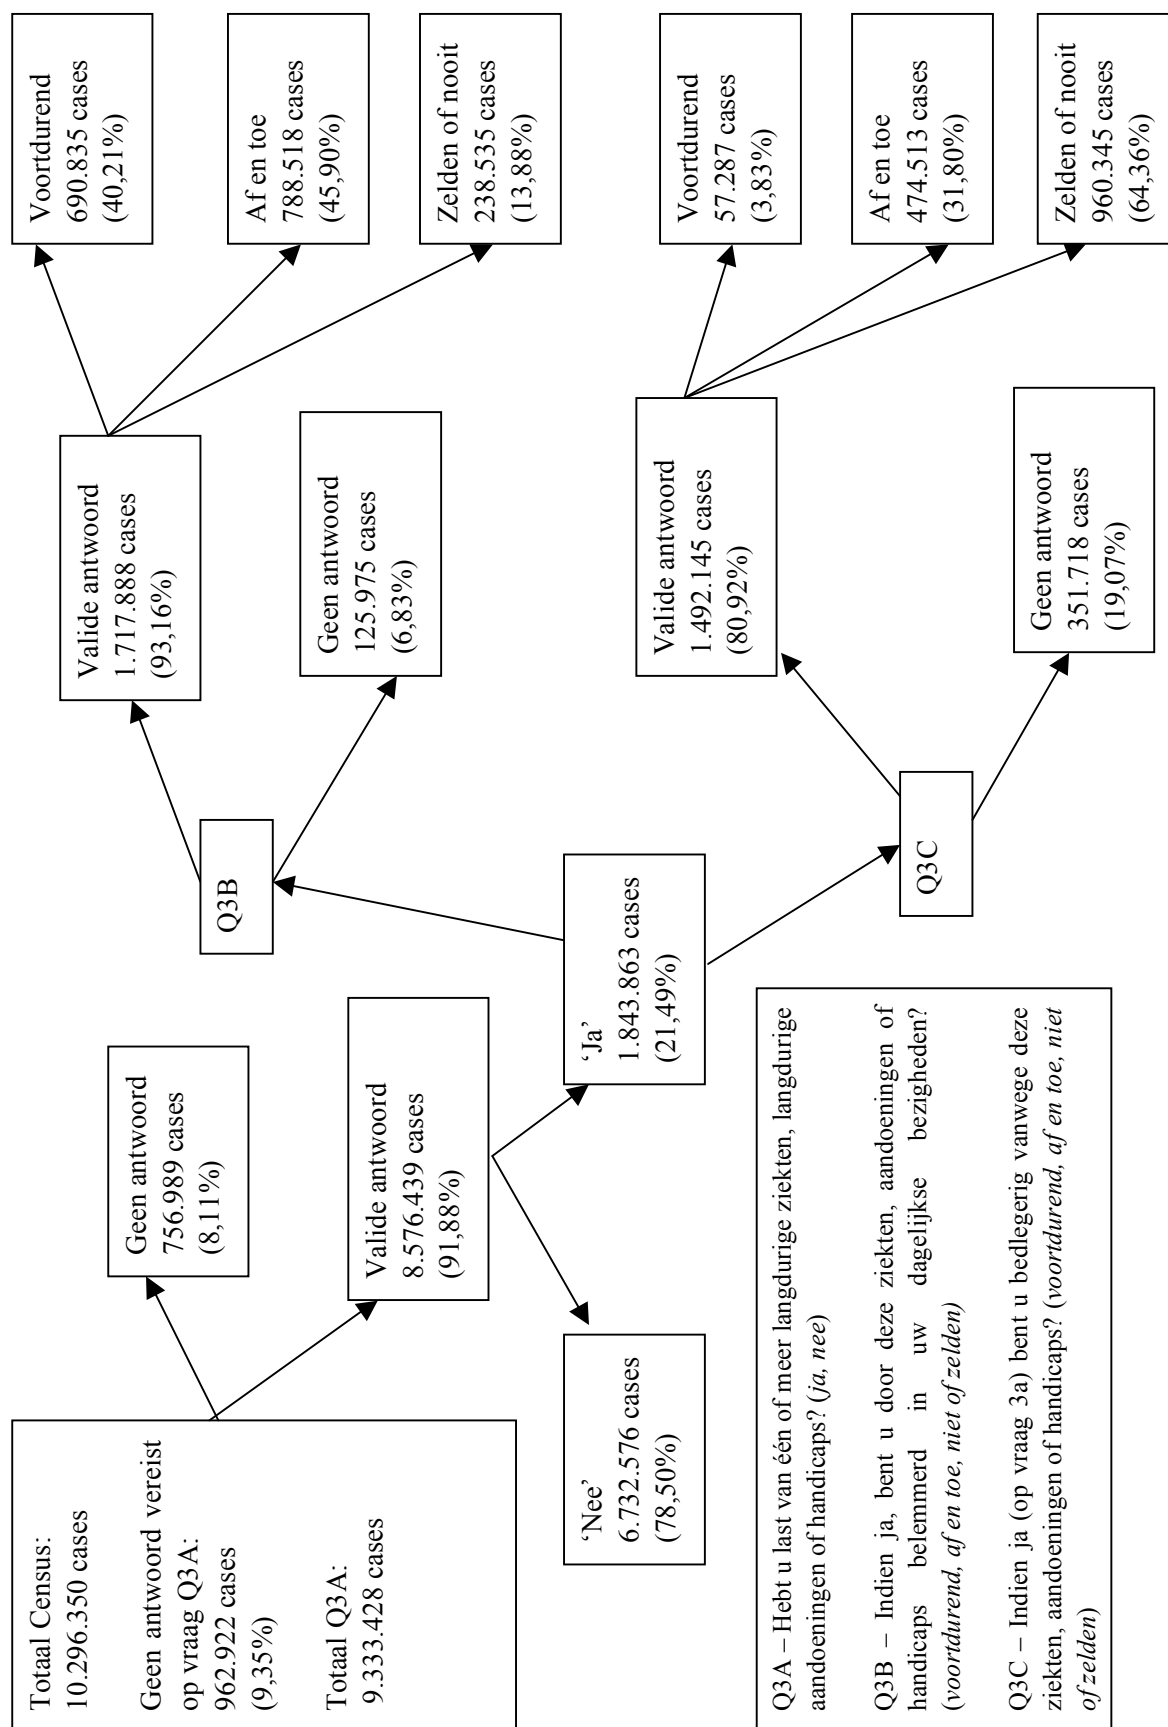 Totaal Census:
10.296.350 cases
Geen antwoord vereist
op vraag Q3A:
962.922 cases
(9,35%)
Totaal Q3A:
9.333.428 cases
Geen antwoord
756.989 cases
(8,11%)
Valide antwoord
8.576.439 cases
(91,88%)
‘Nee’
6.732.576 cases
(78,50%)
‘Ja’
1.843.863 cases
(21,49%)
Q3B
Valide antwoord
1.717.888 cases
(93,16%)
Geen antwoord
125.975 cases
(6,83%)
Voortdurend
690.835 cases
(40,21%)
Af en toe
788.518 cases
(45,90%)
Zelden of nooit
238.535 cases
(13,88%)
Q3C
Valide antwoord
1.492.145 cases
(80,92%)
Geen antwoord
351.718 cases
(19,07%)
Voortdurend
57.287 cases
(3,83%)
Af en toe
474.513 cases
(31,80%)
Zelden of nooit
960.345 cases
(64,36%)
Q3A – Hebt u last van één of meer langdurige ziekten, langdurige
aandoeningen of handicaps? (ja, nee)
Q3B – Indien ja, bent u door deze ziekten, aandoeningen of
handicaps belemmerd in uw dagelijkse bezigheden?
(voortdurend, af en toe, niet of zelden)
Q3C – Indien ja (op vraag 3a) bent u bedlegerig vanwege deze
ziekten, aandoeningen of handicaps? (voortdurend, af en toe, niet
of zelden)